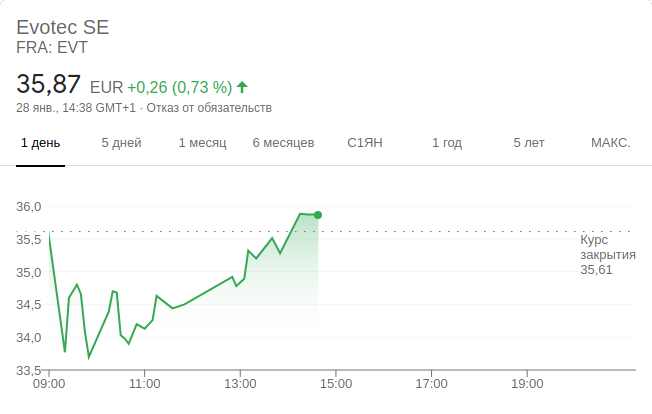 Evotec SE
FRA: EVT
35,87 EUR +0,26 (0,73 %)
28 янв., 14:38 GMT+1 · Отказ от обязательств
1 день 5 дней 1 месяц 6 месяцев С1ЯН 1 год 5 лет МАКС.
36,0
35,5
35,0
34,5
34,0
33,5
Курс
закрытия
35,61
09:00 11:00 13:00 15:00 17:00 19:00